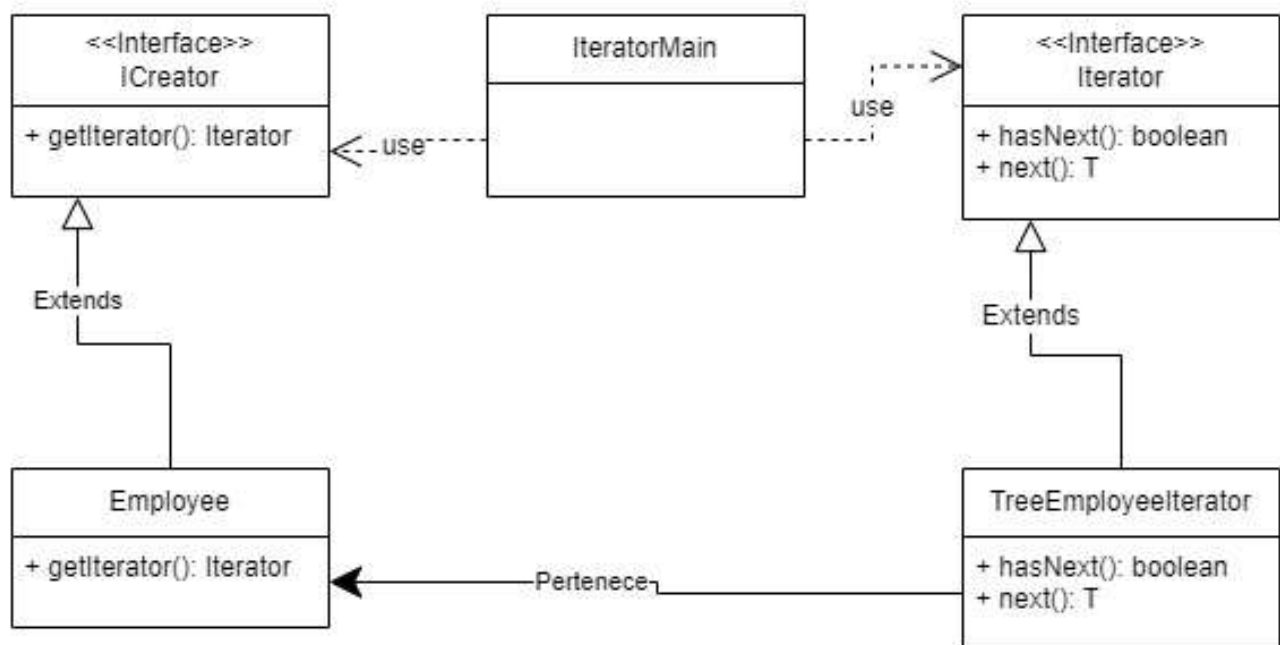 <<Interface>>
ICreator
+ getIterator(): Iterator
IteratorMain
<<Interface>>
Iterator
+ hasNext(): boolean
+ next(): T
use
use
Extends
Extends
Employee
+ getIterator(): Iterator
TreeEmployeeIterator
+ hasNext(): boolean
+ next(): T
Pertenece